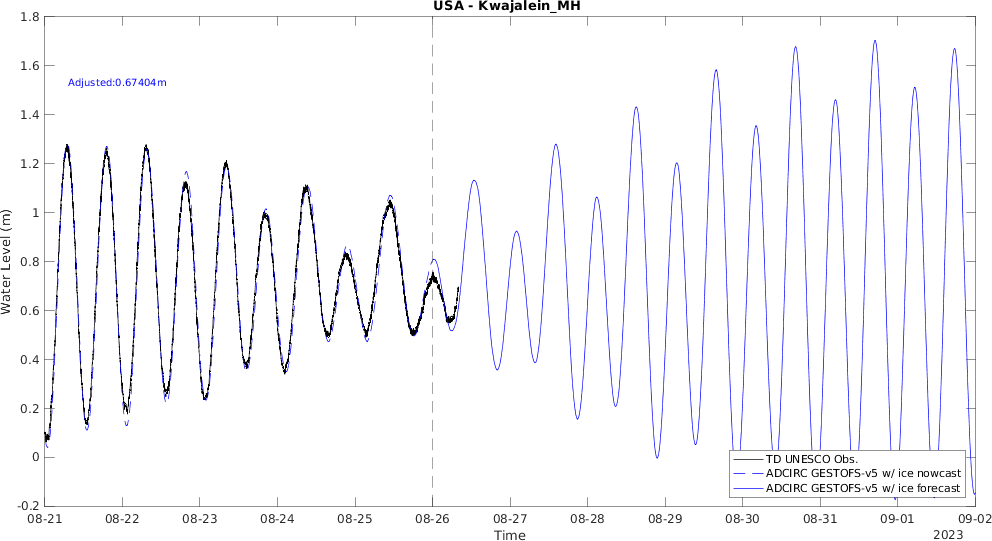 USA - Kwajalein_MH
1.8
1.6
1.4
1.2
1
0.8
0.6
0.4
0.2
0
-0.2
Water Level (m)
Adjusted:0.67404m
TD UNESCO Obs.
ADCIRC GESTOFS-v5 w/ ice nowcast
ADCIRC GESTOFS-v5 w/ ice forecast
08-21 08-22 08-23 08-24 08-25 08-26 08-27 08-28 08-29 08-30 08-31 09-01 09-02
Time
2023